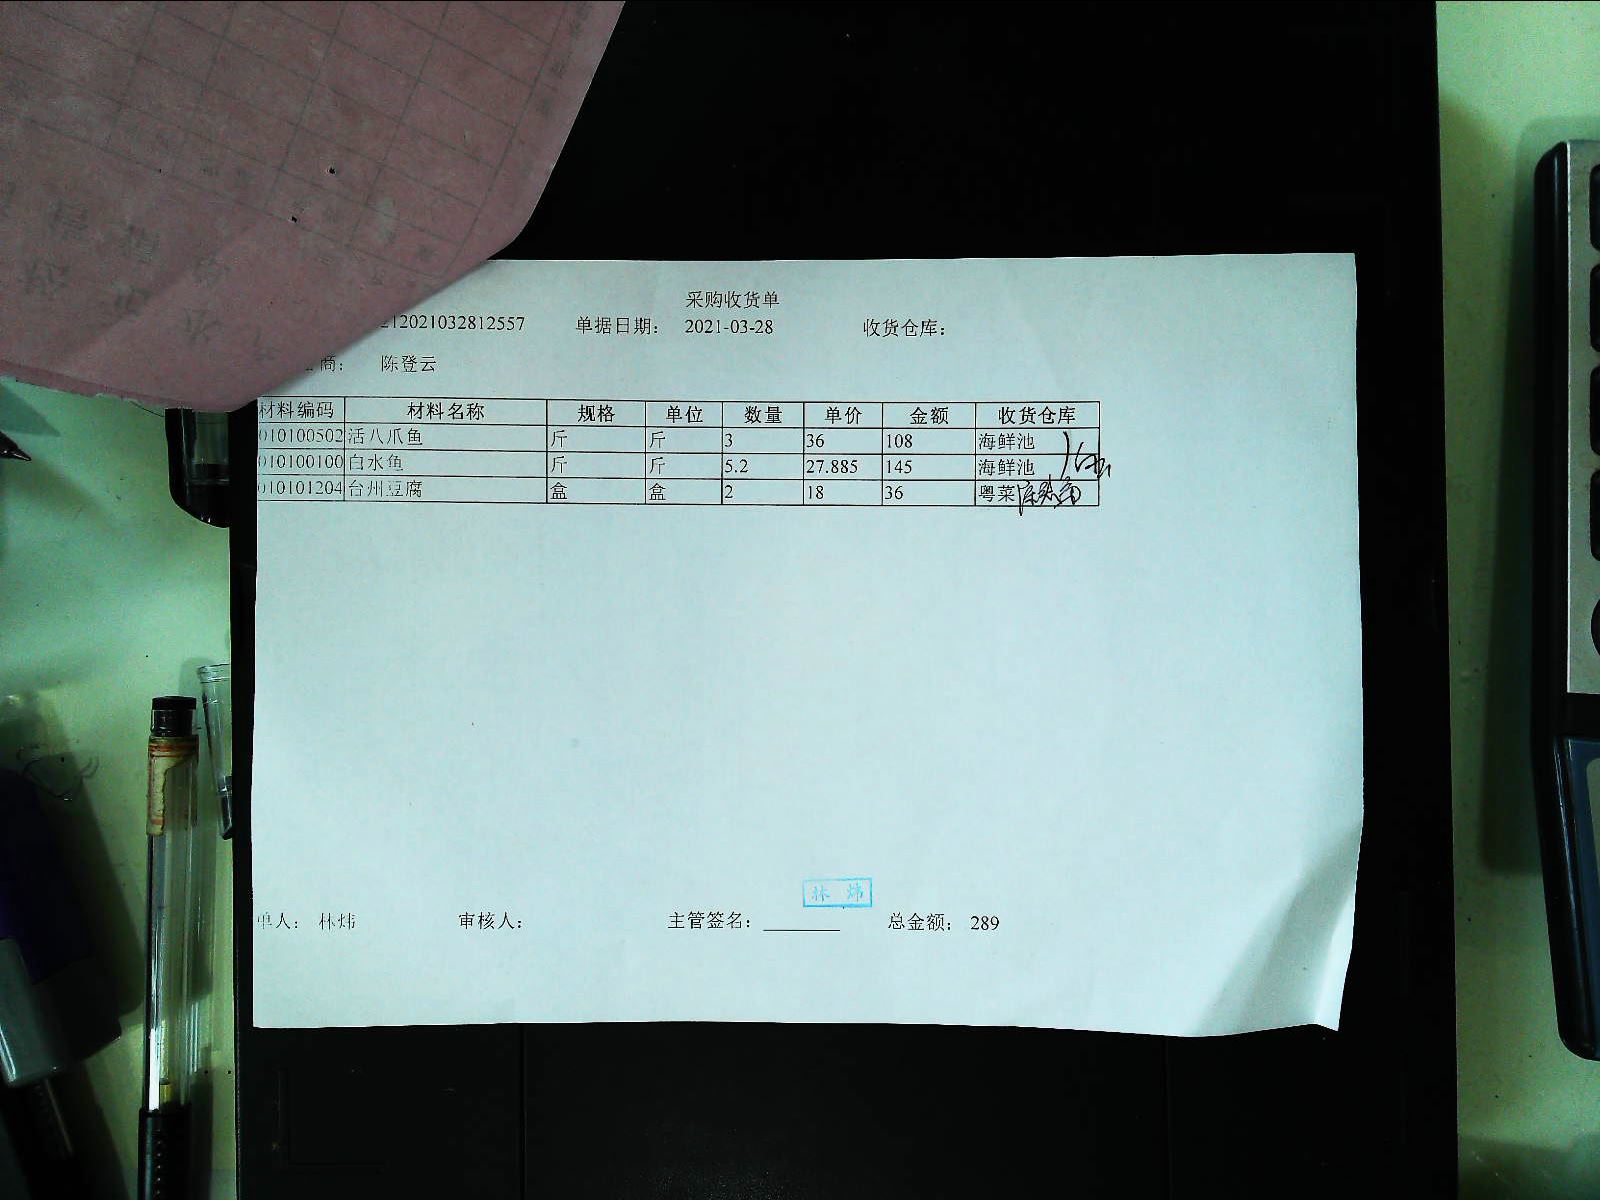 采购收货单
212021032812557 单据日期： 2021-03-28 收货仓库：
商： 陈登云
材料编码 材料名称 规格 单位 数量 单价 金额 收货仓库
010100502 活八爪鱼 斤 斤 3 36 108 海鲜池
010100100 白水鱼 斤 斤 5.2 27.885 145 海鲜池
010101204 台州豆腐 盒 盒 2 18 36 粤菜
林 炜
单人： 林炜 审核人： 主管签名： 总金额： 289